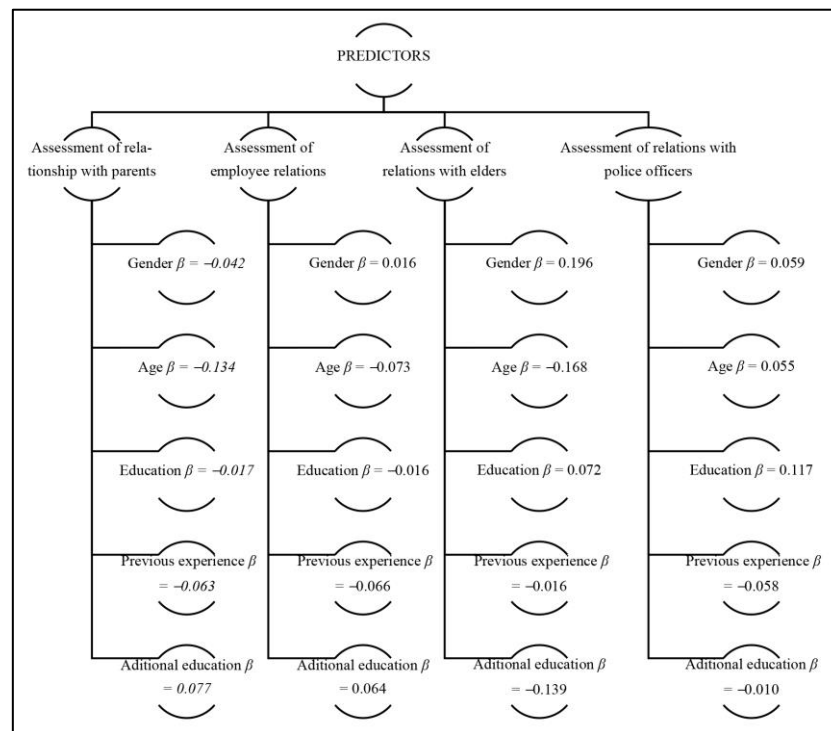 PREDICTORS
Assessment of rela-
tionship with parents
Gender β = –0.042
Age β = –0.134
Education β = –0.017
Previous experience β
= –0.063
Aditional education β
= 0.077
Assessment of
employee relations
Gender β = 0.016
Age β = –0.073
Education β = –0.016
Previous experience β
= –0.066
Aditional education β
= 0.064
Assessment of
relations with elders
Gender β = 0.196
Age β = –0.168
Education β = 0.072
Previous experience β
= –0.016
Aditional education β
= –0.139
Assessment of relations with
police officers
Gender β = 0.059
Age β = 0.055
Education β = 0.117
Previous experience β
= –0.058
Aditional education β
= –0.010